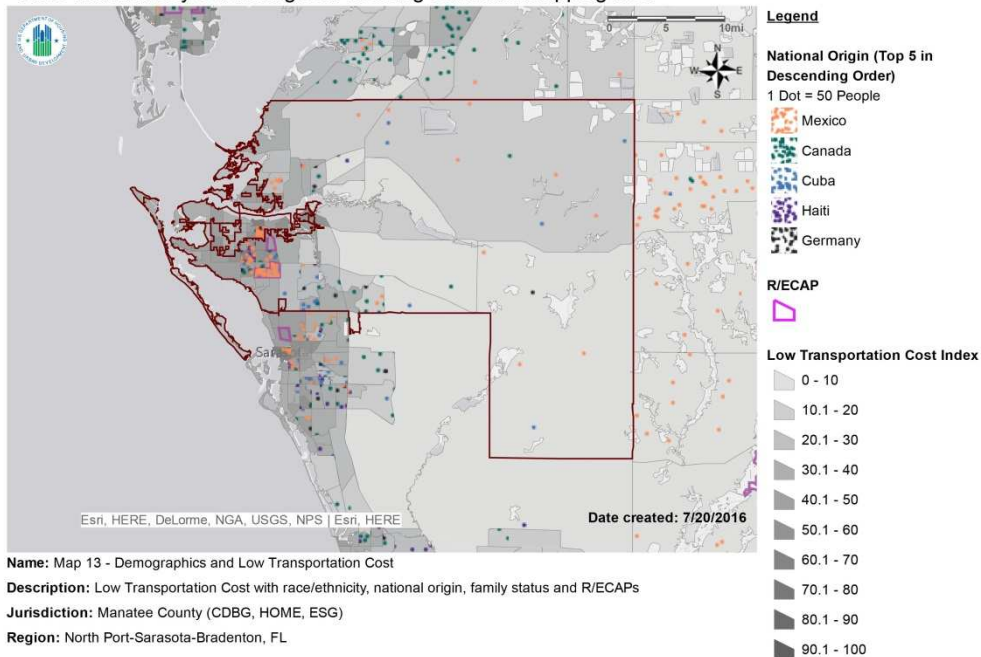 0 5 10mi
N
W E
S
Sarasota
Esri, HERE, DeLorme, NGA, USGS, NPS | Esri, HERE
Date created: 7/20/2016
Name: Map 13 - Demographics and Low Transportation Cost
Description: Low Transportation Cost with race/ethnicity, national origin, family status and R/ECAPs
Jurisdiction: Manatee County (CDBG, HOME, ESG)
Region: North Port-Sarasota-Bradenton, FL
Legend
National Origin (Top 5 in
Descending Order)
1 Dot = 50 People
Mexico
Canada
Cuba
Haiti
Germany
R/ECAP
Low Transportation Cost Index
0 - 10
10.1 - 20
20.1 - 30
30.1 - 40
40.1 - 50
50.1 - 60
60.1 - 70
70.1 - 80
80.1 - 90
90.1 - 100